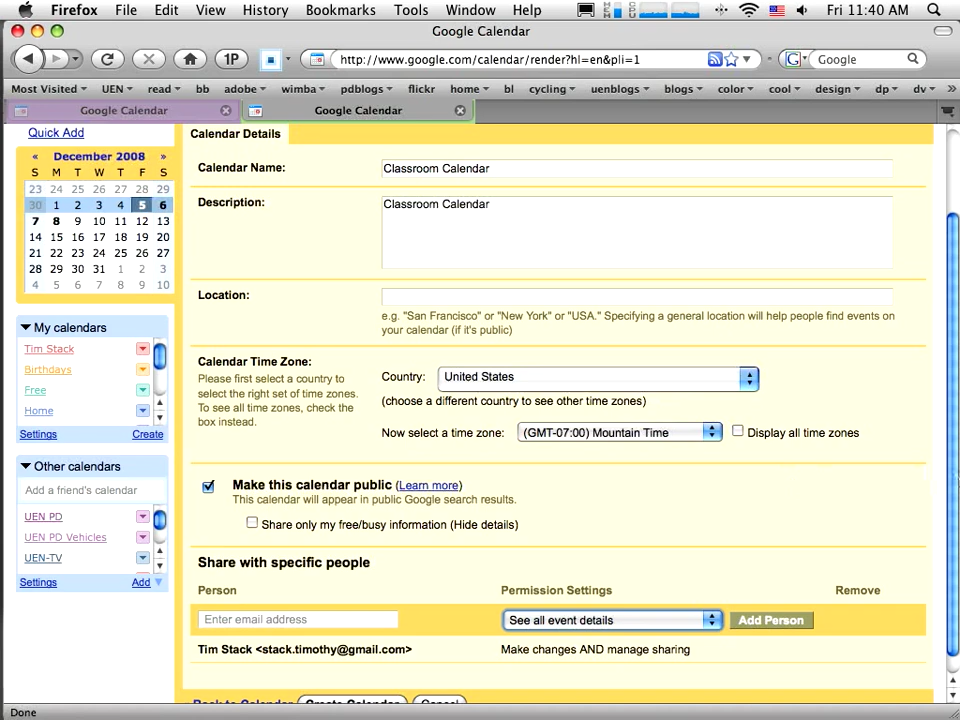 Firefox File Edit View History Bookmarks Tools Window Help Fri 11:40 AM
Google Calendar
1P http://www.google.com/calendar/render?hl=en&pli=1 Google
Most Visited UEN read bb adobe wimba pdblogs flickr home bl cycling uenblogs blogs color cool design dp dv »
Google Calendar Google Calendar
Quick Add
« December 2008 »
S M T W T F S
23 24 25 26 27 28 29
30 1 2 3 4 5 6
7 8 9 10 11 12 13
14 15 16 17 18 19 20
21 22 23 24 25 26 27
28 29 30 31 1 2 3
4 5 6 7 8 9 10
My calendars
Tim Stack
Birthdays
Free
Home
Settings Create
Other calendars
Add a friend's calendar
UEN PD
UEN PD Vehicles
UEN-TV
Settings Add
Calendar Details
Calendar Name: Classroom Calendar
Description: Classroom Calendar
Location:
e.g. "San Francisco" or "New York" or "USA." Specifying a general location will help people find events on
your calendar (if it's public)
Calendar Time Zone:
Please first select a country to
select the right set of time zones.
To see all time zones, check the
box instead.
Country: United States
(choose a different country to see other time zones)
Now select a time zone: (GMT-07:00) Mountain Time Display all time zones
Make this calendar public (Learn more)
This calendar will appear in public Google search results.
Share only my free/busy information (Hide details)
Share with specific people
Person Permission Settings Remove
Enter email address See all event details Add Person
Tim Stack <stack.timothy@gmail.com> Make changes AND manage sharing
Back to Calendar Create Calendar Cancel
Done